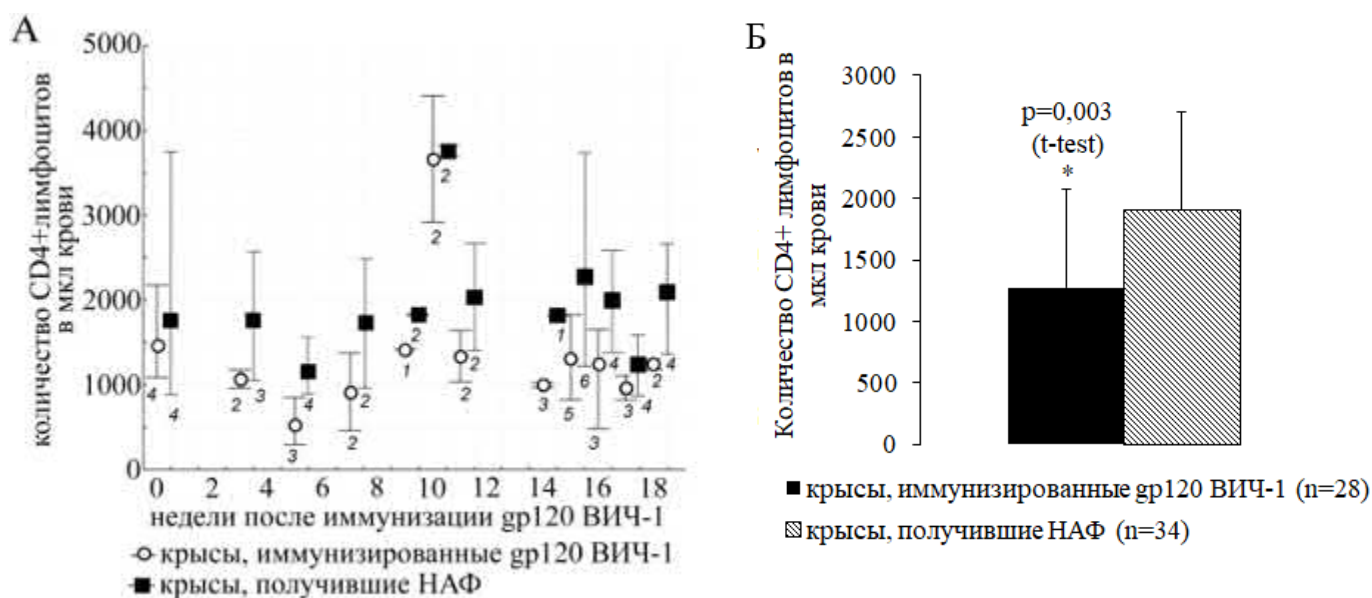 А
количество CD4+лимфоцитов
в мкл крови
5000
4000
3000
2000
1000
0
4
4
2
3
3
4
2
2
1
2
2
2
2
2
3
1
5
6
3
4
3
4
2
4
0 2 4 6 8 10 12 14 16 18
недели после иммунизации gp120 ВИЧ-1
крысы, иммунизированные gp120 ВИЧ-1
крысы, получившие НАФ
Б
Количество CD4+ лимфоцитов в
мкл крови
3000
2500
2000
1500
1000
500
0
p=0,003
(t-test)
*
крысы, иммунизированные gp120 ВИЧ-1 (n=28)
крысы, получившие НАФ (n=34)